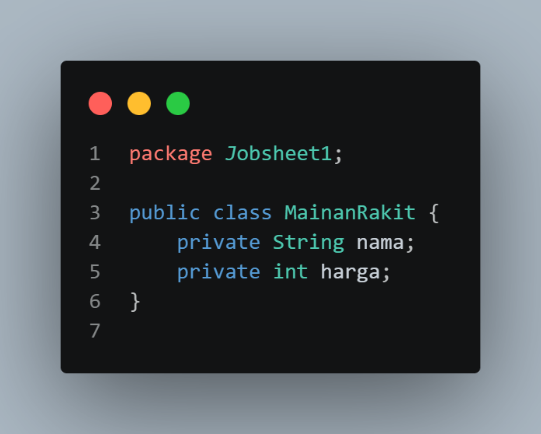 1 package Jobsheet1;
2
3 public class MainanRakit {
4     private String nama;
5     private int harga;
6 }
7